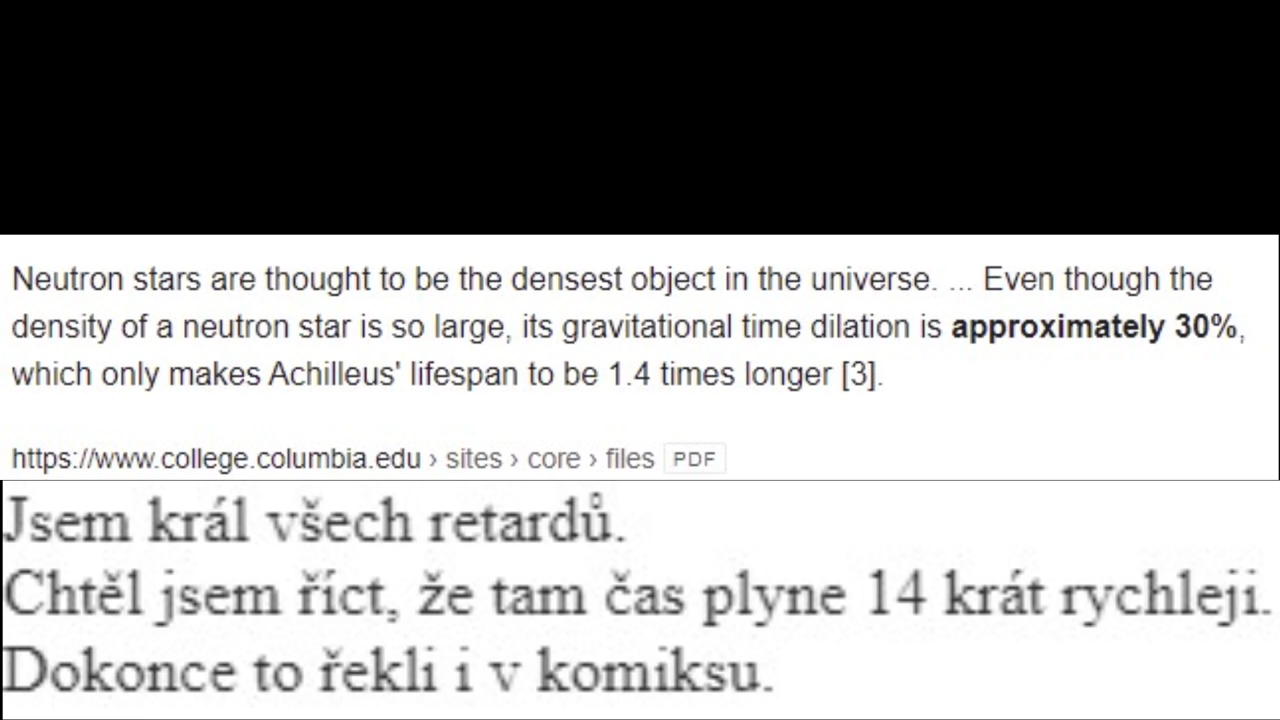 Neutron stars are thought to be the densest object in the universe. ... Even though the
density of a neutron star is so large, its gravitational time dilation is approximately 30%,
which only makes Achilleus' lifespan to be 1.4 times longer [3].
https://www.college.columbia.edu › sites › core › files PDF
Jsem král všech retardů.
Chtěl jsem říct, že tam čas plyne 14 krát rychleji.
Dokonce to řekli i v komiksu.